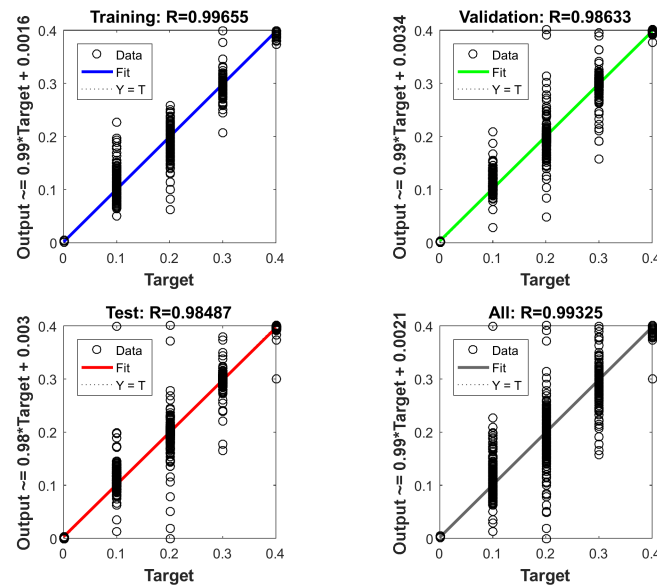 Training: R=0.99655
Output ~= 0.99*Target + 0.0016
0.4
0.3
0.2
0.1
0
Data
Fit
Y = T
0 0.1 0.2 0.3 0.4
Target
Validation: R=0.98633
Output ~= 0.99*Target + 0.0034
0.4
0.3
0.2
0.1
0
Data
Fit
Y = T
0 0.1 0.2 0.3 0.4
Target
Test: R=0.98487
Output ~= 0.98*Target + 0.003
0.4
0.3
0.2
0.1
0
Data
Fit
Y = T
0 0.1 0.2 0.3 0.4
Target
All: R=0.99325
Output ~= 0.99*Target + 0.0021
0.4
0.3
0.2
0.1
0
Data
Fit
Y = T
0 0.1 0.2 0.3 0.4
Target